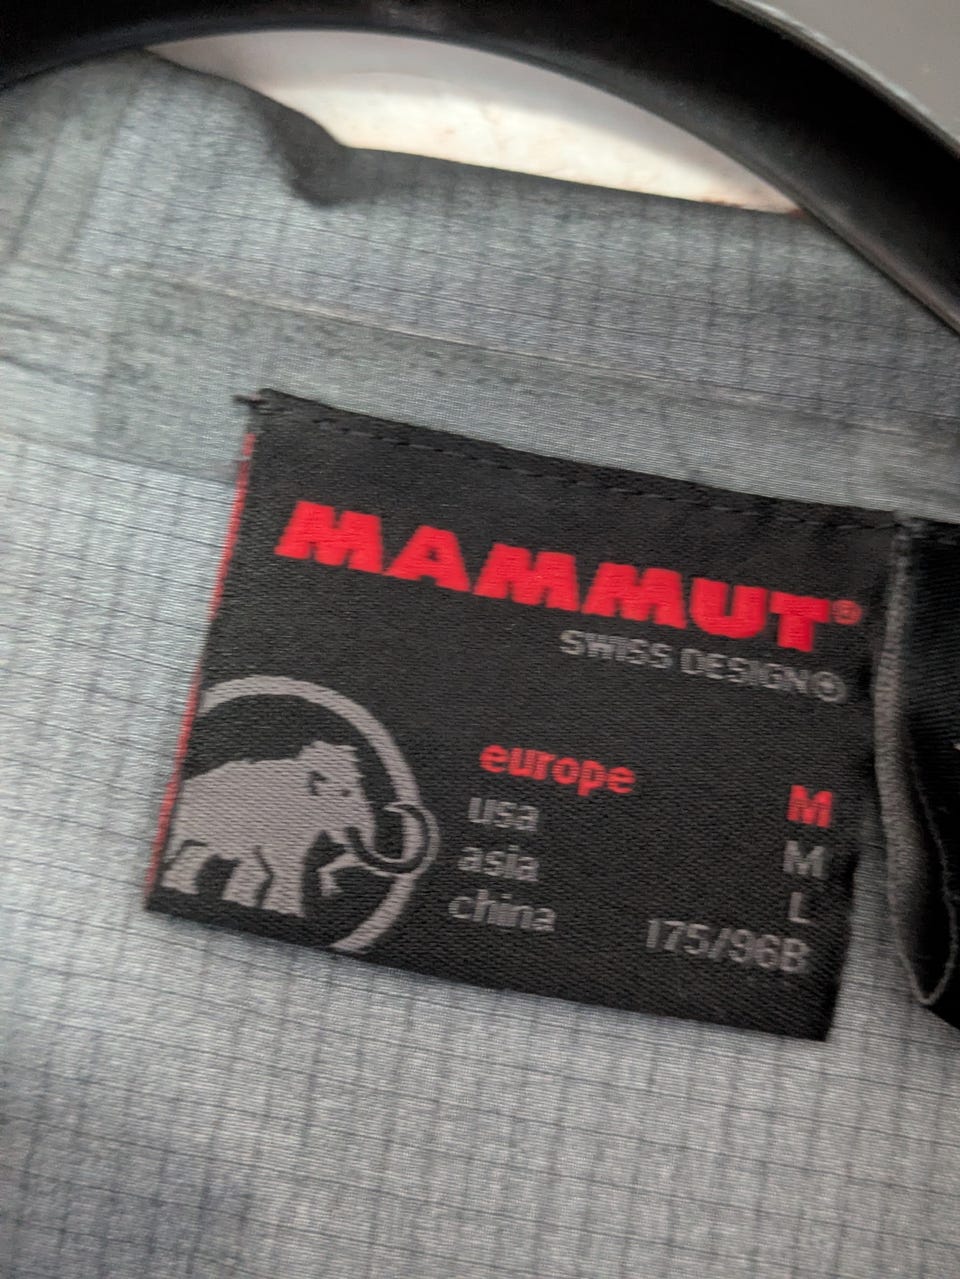 MAMMUT®
SWISS DESIGN
europe M
usa M
asia L
china 175/96B